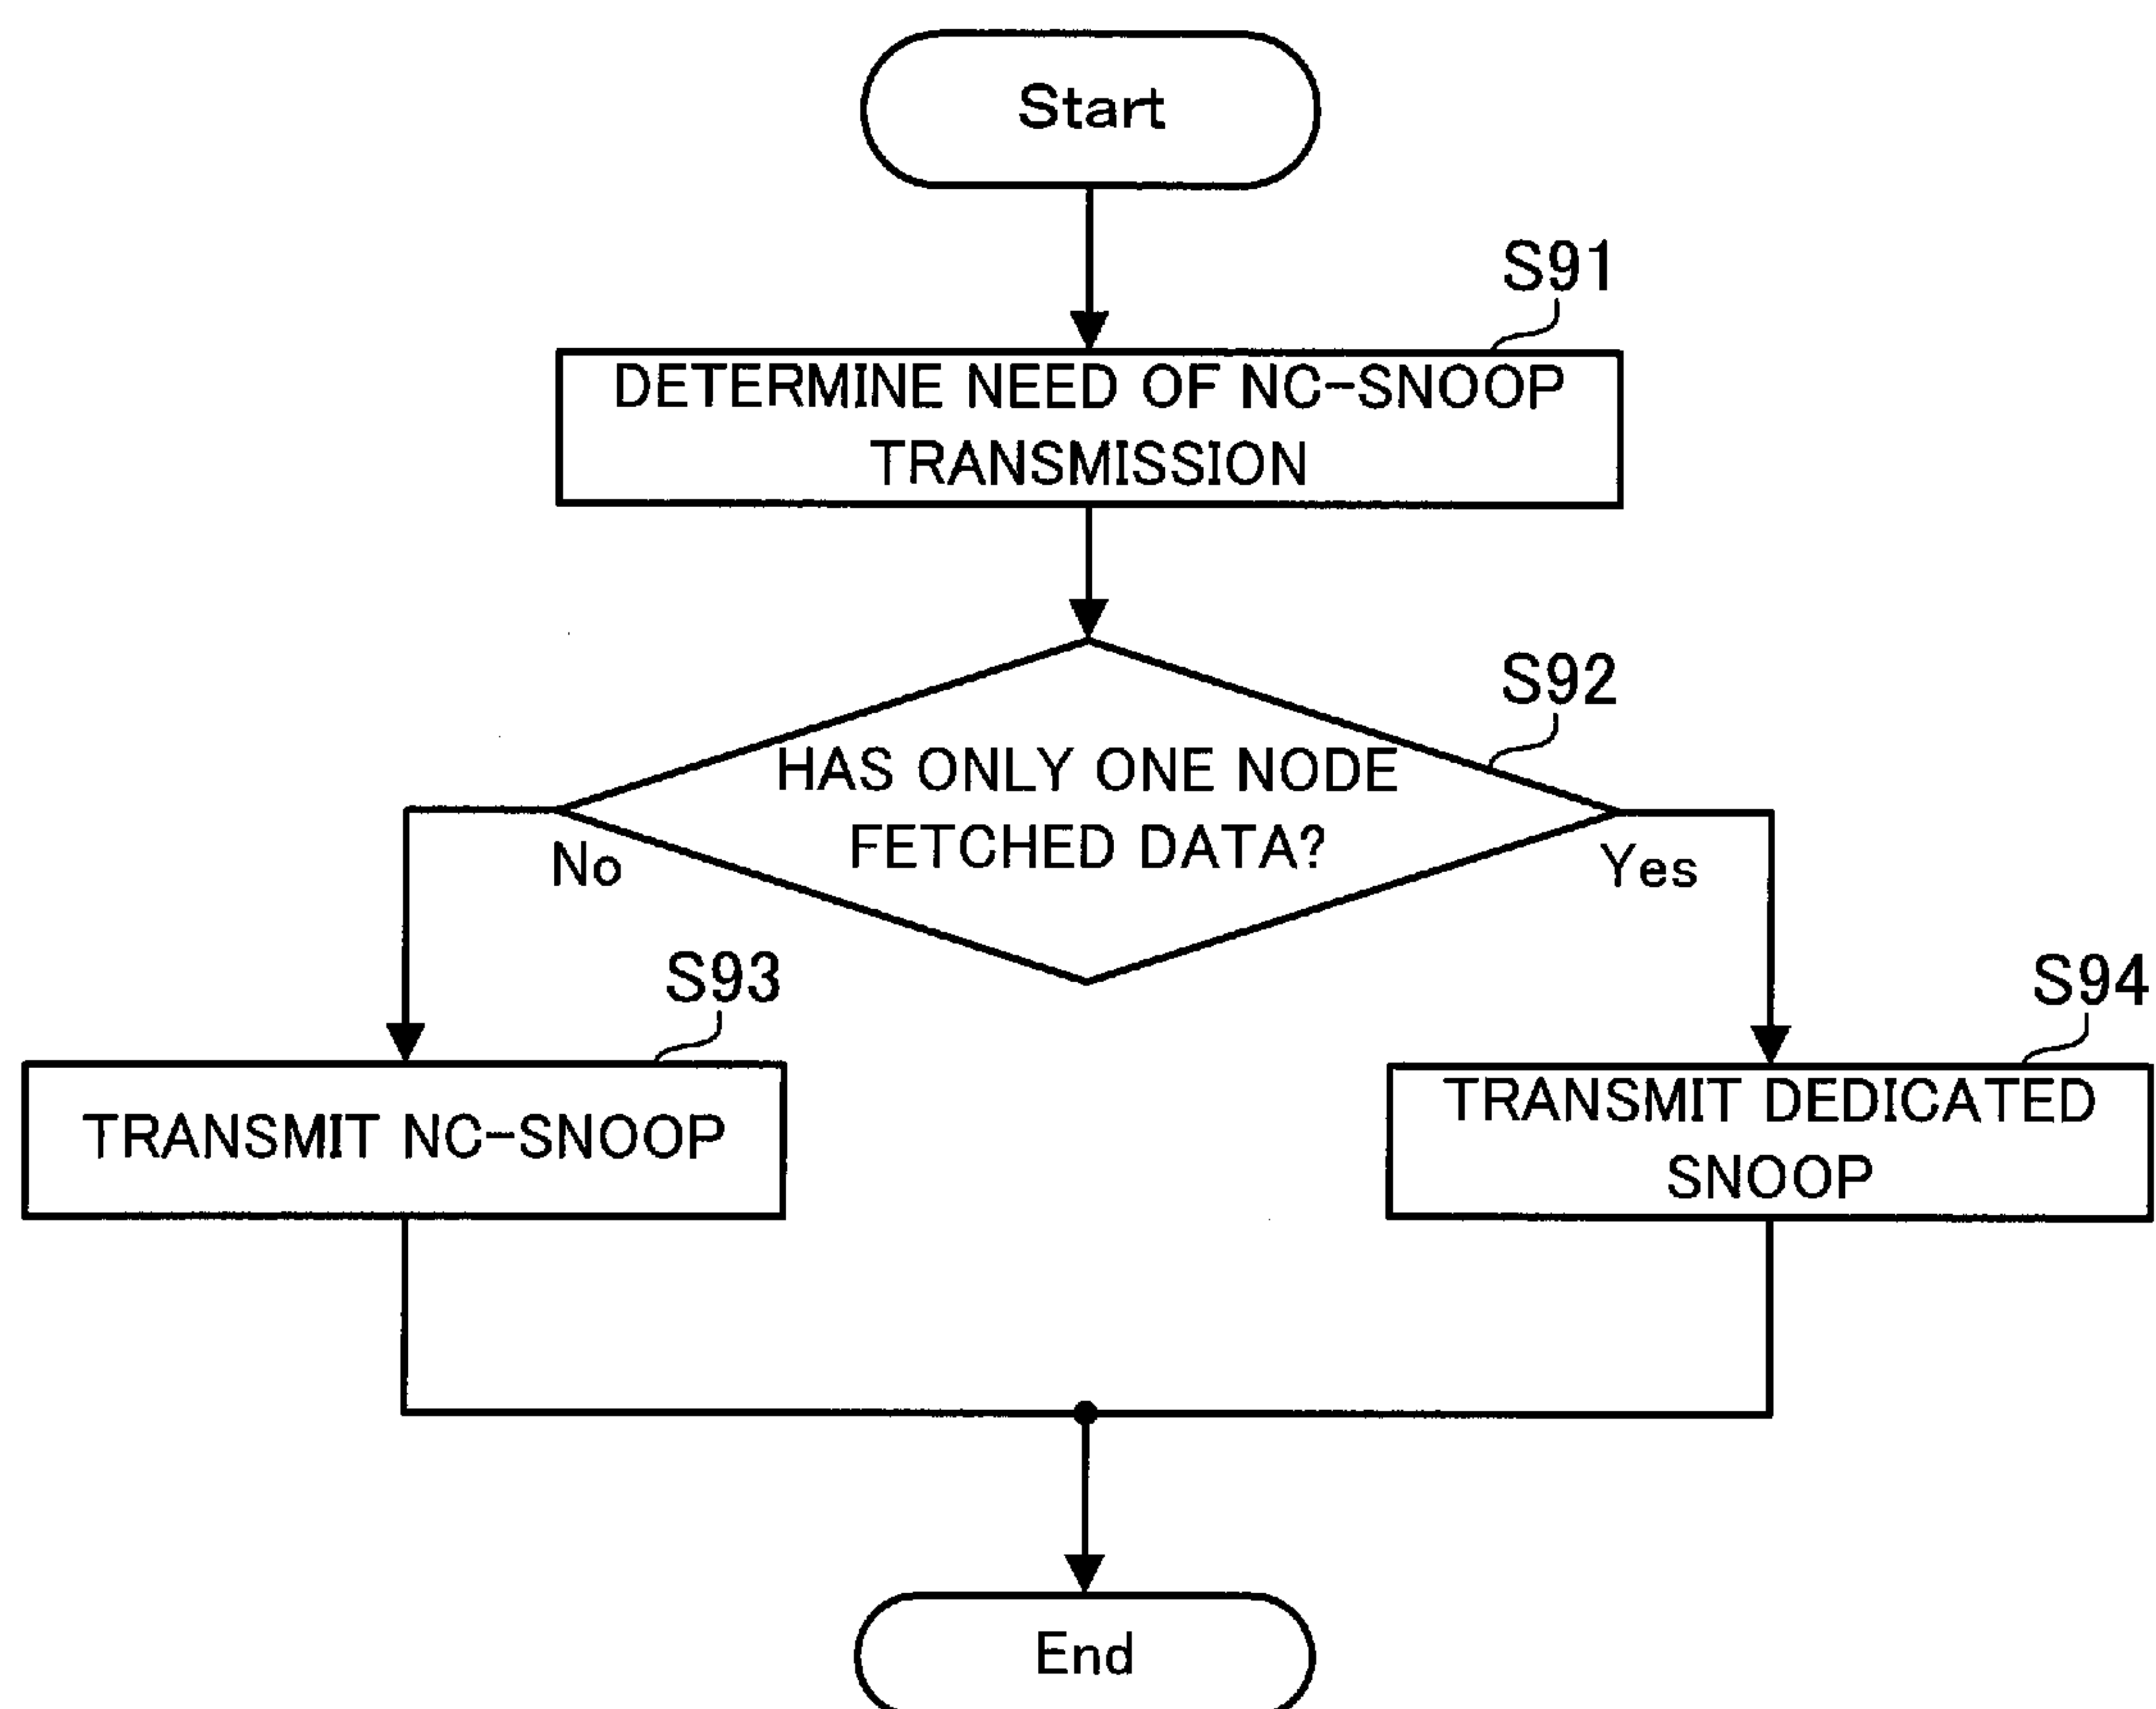 Start
S91
DETERMINE NEED OF NC-SNOOP
TRANSMISSION
S92
HAS ONLY ONE NODE
FETCHED DATA?
No
Yes
S93
S94
TRANSMIT NC-SNOOP
TRANSMIT DEDICATED
SNOOP
End